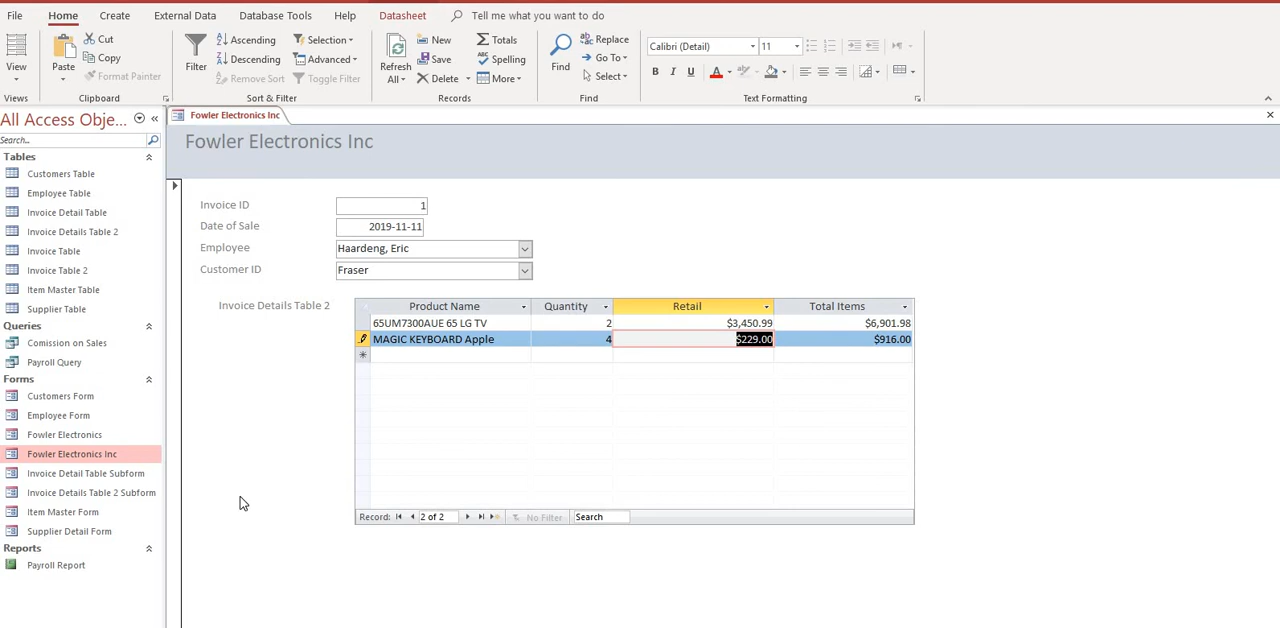 File Home Create External Data Database Tools Help Datasheet Tell me what you want to do
View
Views
Paste
Cut
Copy
Format Painter
Clipboard
Filter
Ascending
Descending
Remove Sort
Selection
Advanced
Toggle Filter
Sort & Filter
Refresh
All
New
Save
Delete
Totals
Spelling
More
Records
Find
Replace
Go To
Select
Find
Calibri (Detail) 11
B I U A
Text Formatting
All Access Obje...
Search...
Tables
Customers Table
Employee Table
Invoice Detail Table
Invoice Details Table 2
Invoice Table
Invoice Table 2
Item Master Table
Supplier Table
Queries
Comission on Sales
Payroll Query
Forms
Customers Form
Employee Form
Fowler Electronics
Fowler Electronics Inc
Invoice Detail Table Subform
Invoice Details Table 2 Subform
Item Master Form
Supplier Detail Form
Reports
Payroll Report
Fowler Electronics Inc
Fowler Electronics Inc
Invoice ID 1
Date of Sale 2019-11-11
Employee Haardeng, Eric
Customer ID Fraser
Invoice Details Table 2
Product Name Quantity Retail Total Items
65UM7300AUE 65 LG TV 2 $3,450.99 $6,901.98
MAGIC KEYBOARD Apple 4 $229.00 $916.00
Record: 2 of 2 No Filter Search